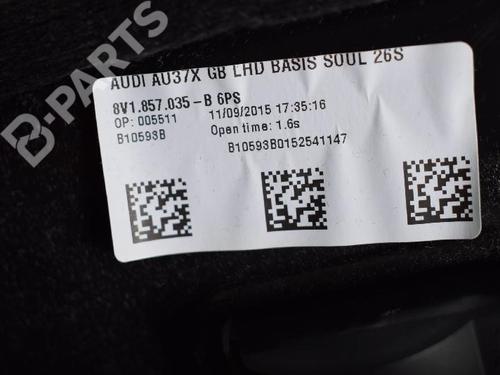 B-PARTS
AUDI AU37X GB LHD BASIS SOUL 26S
8V1.857.035-B 6PS
OP: 005511 11/09/2015 17:35:16
B10593B Open time: 1.6s
B10593B0152541147